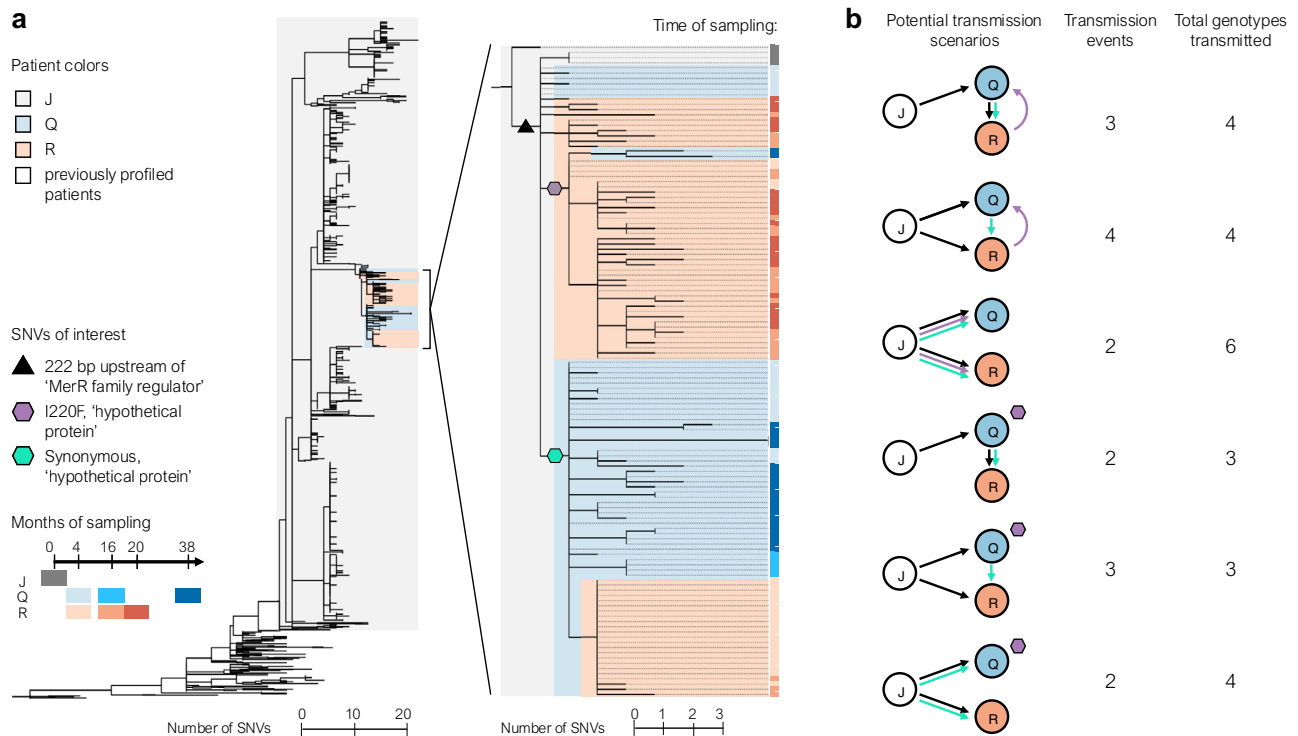 a
Patient colors
J
Q
R
previously profiled
patients
SNVs of interest
222 bp upstream of
‘MerR family regulator’
I220F, ‘hypothetical
protein’
Synonymous,
‘hypothetical protein’
Months of sampling
0 4 16 20 38
J
Q
R
Number of SNVs
0 10 20
Time of sampling:
Number of SNVs
0 1 2 3
b
Potential transmission
scenarios
Transmission
events
Total genotypes
transmitted
J Q R 3 4
J Q R 4 4
J Q R 2 6
J Q R 2 3
J Q R 3 3
J Q R 2 4